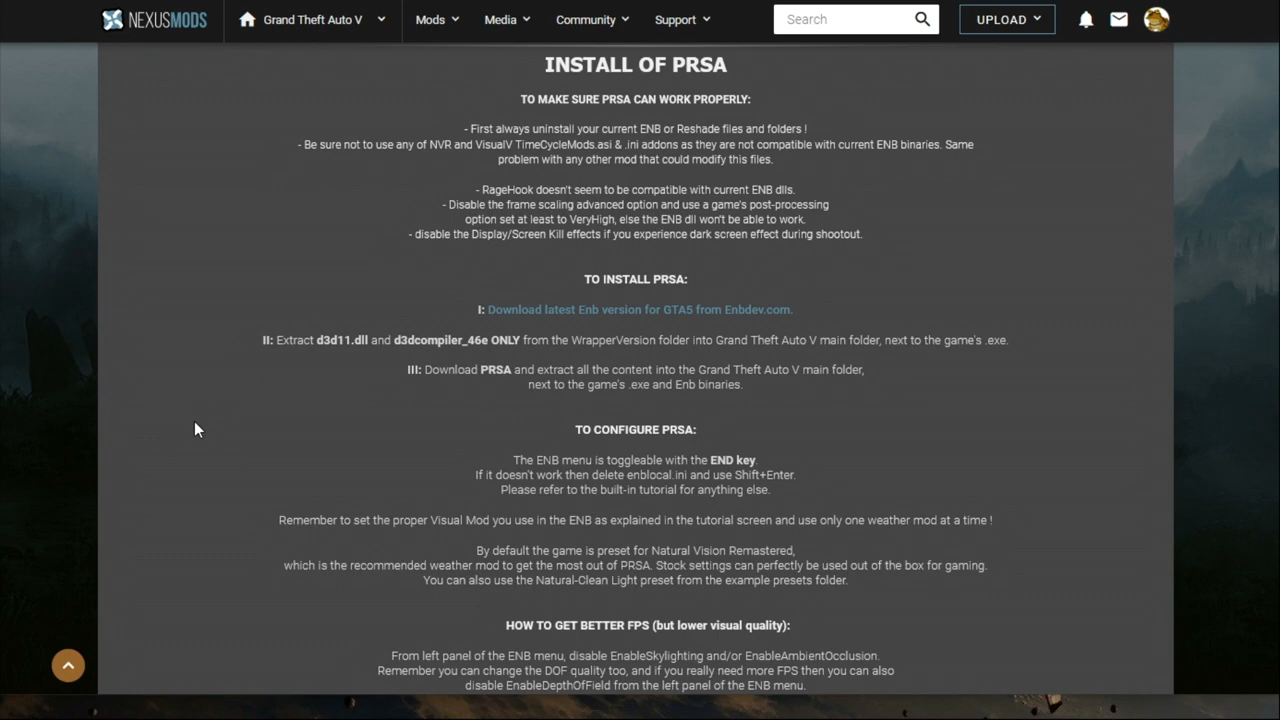 NEXUSMODS Grand Theft Auto V Mods Media Community Support Search UPLOAD
INSTALL OF PRSA
TO MAKE SURE PRSA CAN WORK PROPERLY:
- First always uninstall your current ENB or Reshade files and folders !
- Be sure not to use any of NVR and VisualV TimeCycleMods.asi & .ini addons as they are not compatible with current ENB binaries. Same
problem with any other mod that could modify this files.
- RageHook doesn't seem to be compatible with current ENB dlls.
- Disable the frame scaling advanced option and use a game's post-processing
option set at least to VeryHigh, else the ENB dll won't be able to work.
- disable the Display/Screen Kill effects if you experience dark screen effect during shootout.
TO INSTALL PRSA:
I: Download latest Enb version for GTA5 from Enbdev.com.
II: Extract d3d11.dll and d3dcompiler_46e ONLY from the WrapperVersion folder into Grand Theft Auto V main folder, next to the game's .exe.
III: Download PRSA and extract all the content into the Grand Theft Auto V main folder,
next to the game's .exe and Enb binaries.
TO CONFIGURE PRSA:
The ENB menu is toggleable with the END key.
If it doesn't work then delete enblocal.ini and use Shift+Enter.
Please refer to the built-in tutorial for anything else.
Remember to set the proper Visual Mod you use in the ENB as explained in the tutorial screen and use only one weather mod at a time !
By default the game is preset for Natural Vision Remastered,
which is the recommended weather mod to get the most out of PRSA. Stock settings can perfectly be used out of the box for gaming.
You can also use the Natural-Clean Light preset from the example presets folder.
HOW TO GET BETTER FPS (but lower visual quality):
From left panel of the ENB menu, disable EnableSkylighting and/or EnableAmbientOcclusion.
Remember you can change the DOF quality too, and if you really need more FPS then you can also
disable EnableDepthOfField from the left panel of the ENB menu.